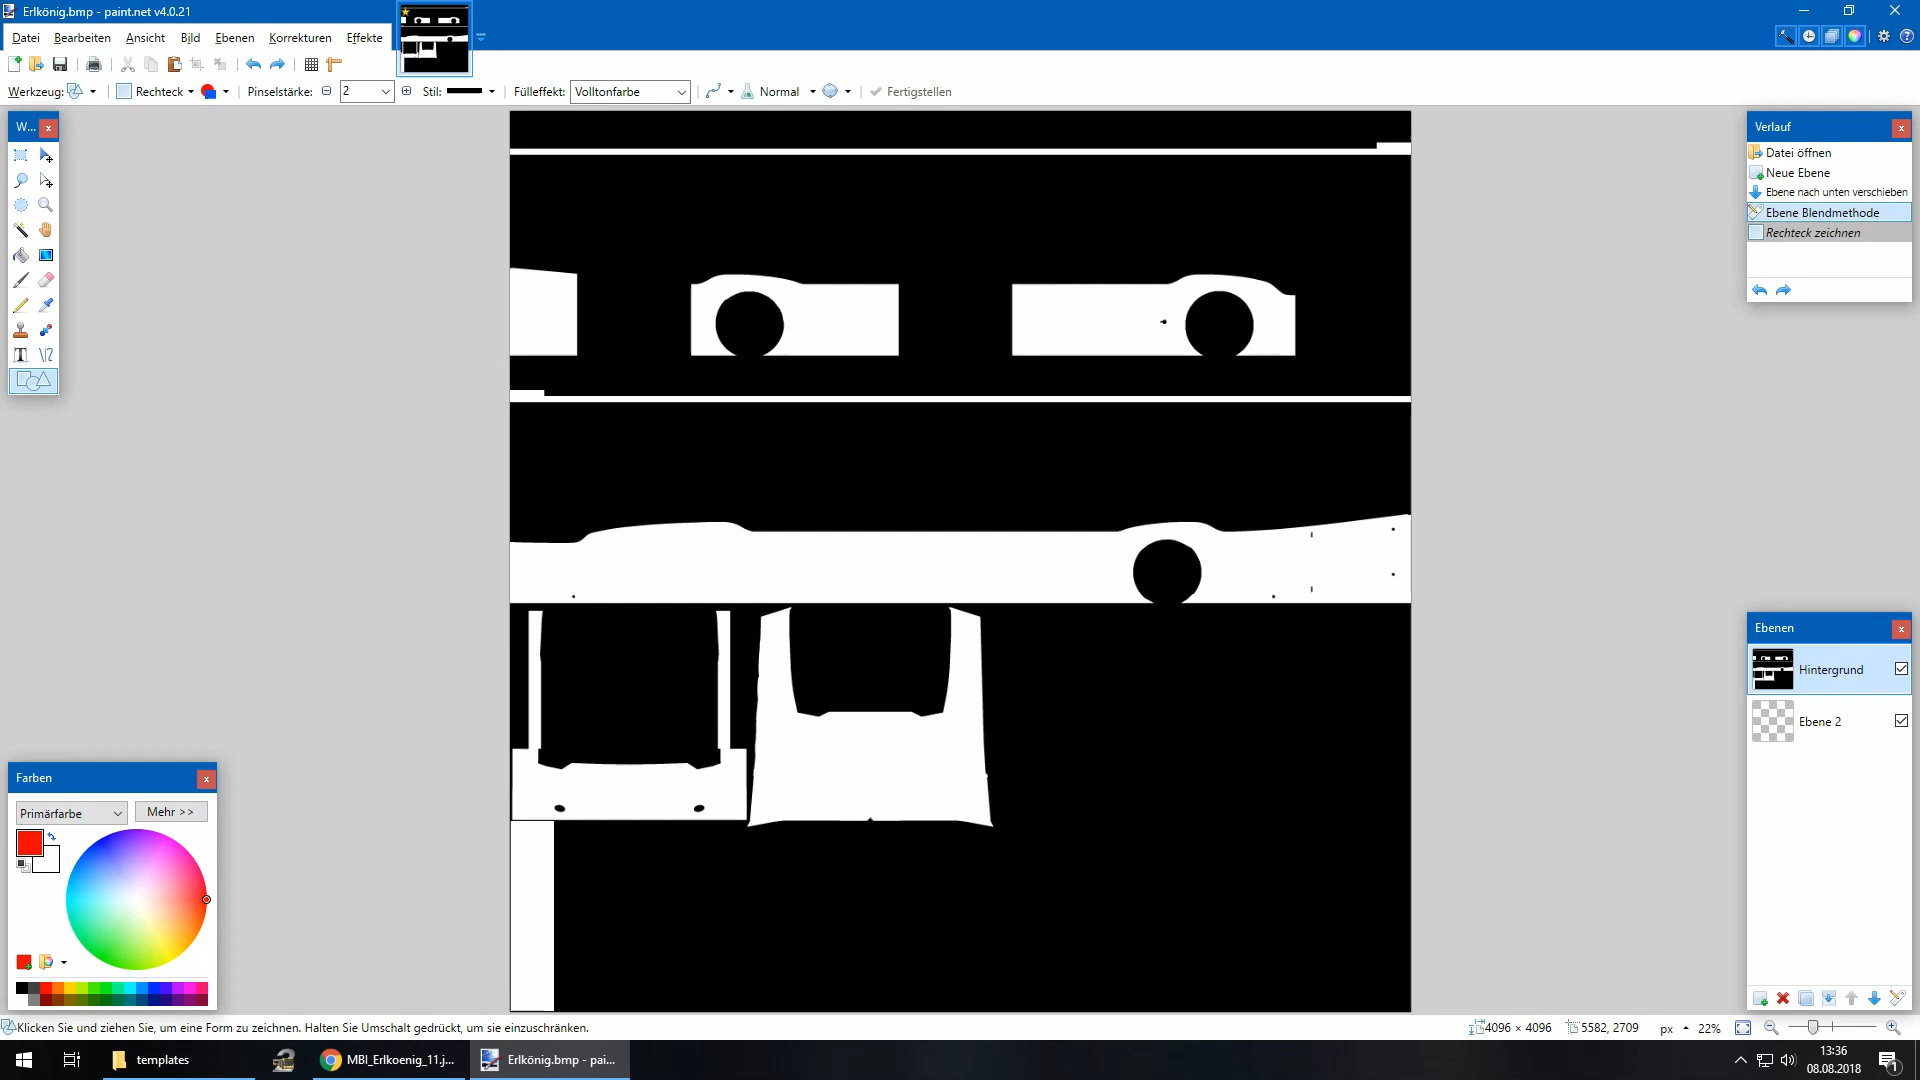 Erlkönig.bmp - paint.net v4.0.21
Datei Bearbeiten Ansicht Bild Ebenen Korrekturen Effekte
Werkzeug: Rechteck Pinselstärke: 2 Stil: Fülleffekt: Volltonfarbe Normal Fertigstellen
W...
Verlauf
Datei öffnen
Neue Ebene
Ebene nach unten verschieben
Ebene Blendmethode
Rechteck zeichnen
Ebenen
Hintergrund
Ebene 2
Farben
Primärfarbe
Mehr >>
Klicken Sie und ziehen Sie, um eine Form zu zeichnen. Halten Sie Umschalt gedrückt, um sie einzuschränken.
4096 × 4096
5582, 2709
px
22%
templates
MBI_Erlkoenig_11.j...
Erlkönig.bmp - pai...
13:36
08.08.2018
1